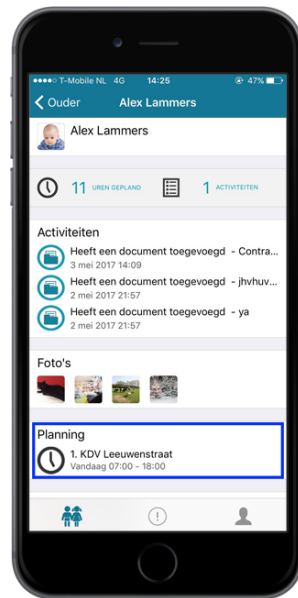 T-Mobile NL 4G 14:25 47%
Ouder Alex Lammers
Alex Lammers
11 UREN GEPLAND 1 ACTIVITEITEN
Activiteiten
Heeft een document toegevoegd - Contra...
3 mei 2017 14:09
Heeft een document toegevoegd - jhvhuv...
2 mei 2017 21:57
Heeft een document toegevoegd - ya
2 mei 2017 21:57
Foto's
Planning
1. KDV Leeuwenstraat
Vandaag 07:00 - 18:00